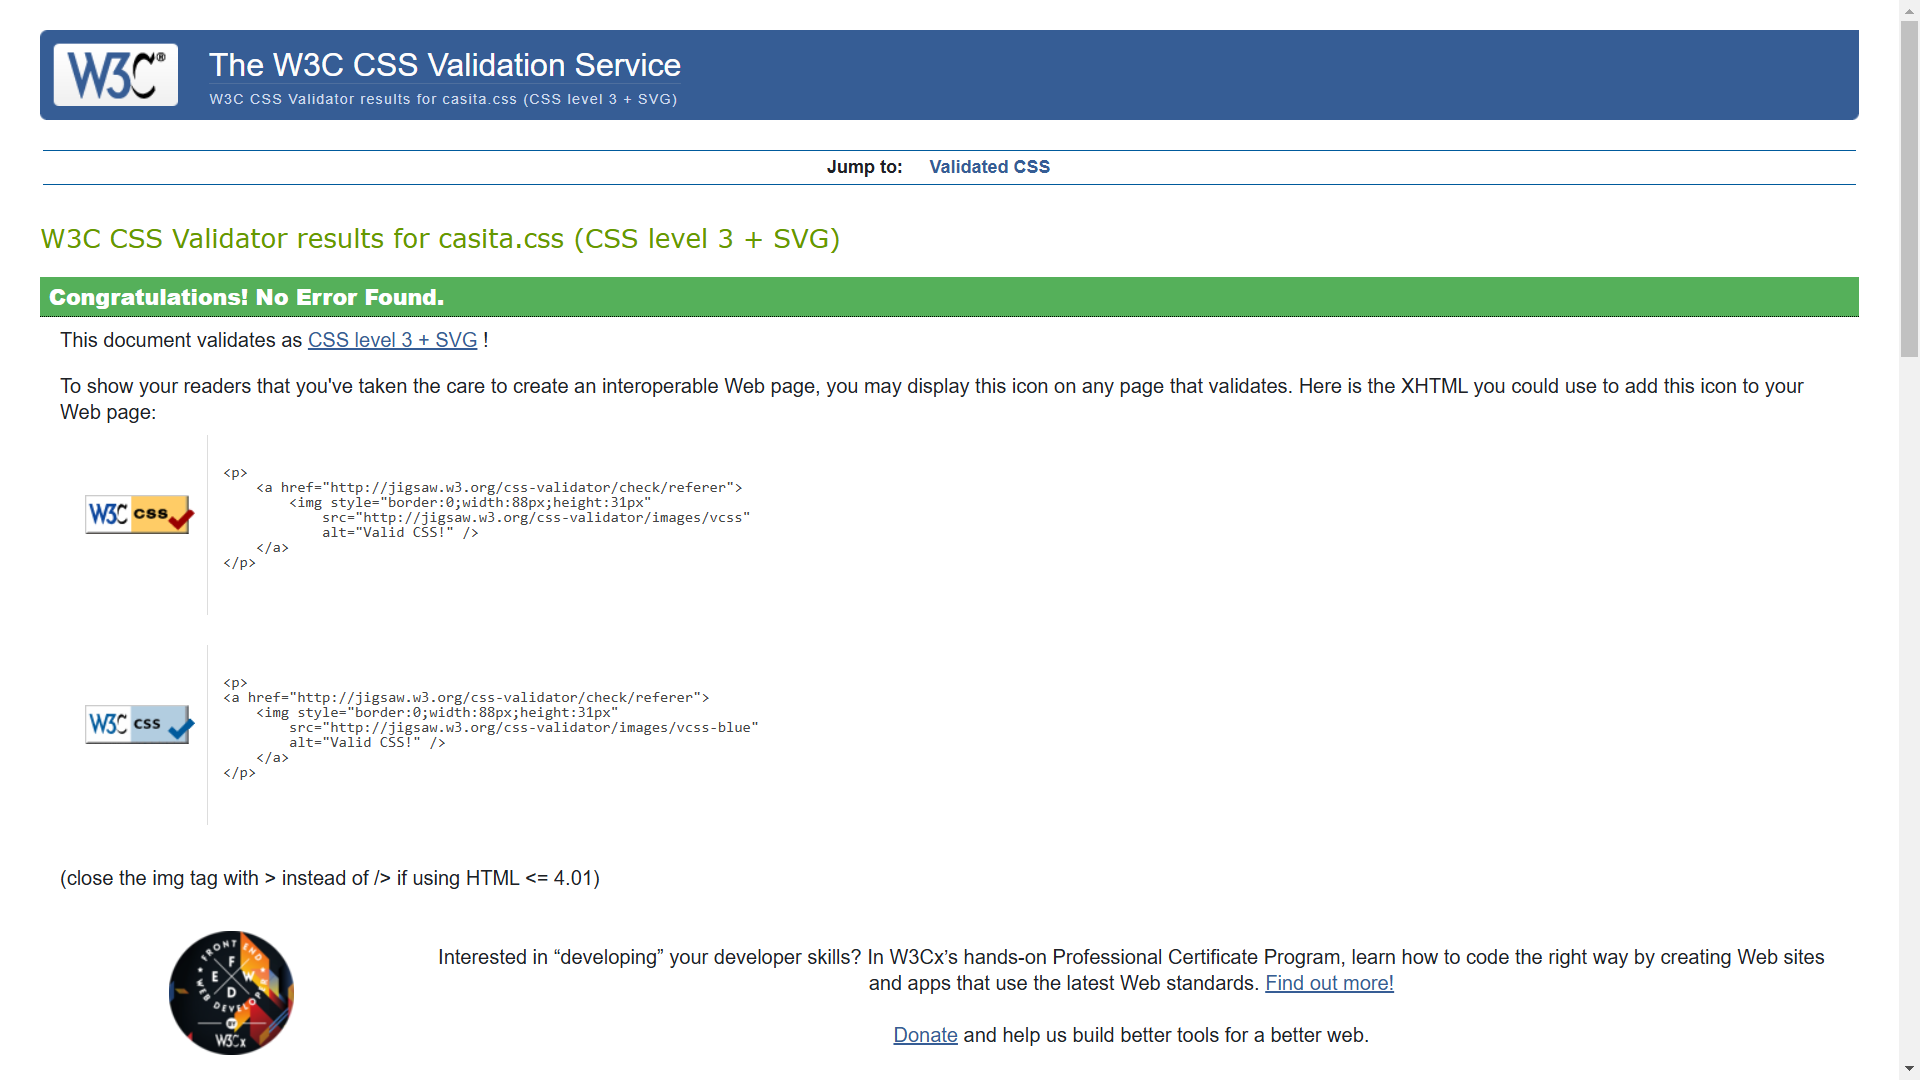 W3C®
The W3C CSS Validation Service
W3C CSS Validator results for casita.css (CSS level 3 + SVG)
Jump to: Validated CSS
W3C CSS Validator results for casita.css (CSS level 3 + SVG)
Congratulations! No Error Found.
This document validates as CSS level 3 + SVG !
To show your readers that you've taken the care to create an interoperable Web page, you may display this icon on any page that validates. Here is the XHTML you could use to add this icon to your
Web page:
W3C css
<p>
    <a href="http://jigsaw.w3.org/css-validator/check/referer">
        <img style="border:0;width:88px;height:31px"
            src="http://jigsaw.w3.org/css-validator/images/vcss"
            alt="Valid CSS!" />
    </a>
</p>
W3C css
<p>
<a href="http://jigsaw.w3.org/css-validator/check/referer">
    <img style="border:0;width:88px;height:31px"
        src="http://jigsaw.w3.org/css-validator/images/vcss-blue"
        alt="Valid CSS!" />
    </a>
</p>
(close the img tag with > instead of /> if using HTML <= 4.01)
FRONT END
F
E W
D
WEB DEVELOPER
BY
W3Cx
Interested in “developing” your developer skills? In W3Cx’s hands-on Professional Certificate Program, learn how to code the right way by creating Web sites
and apps that use the latest Web standards. Find out more!
Donate and help us build better tools for a better web.